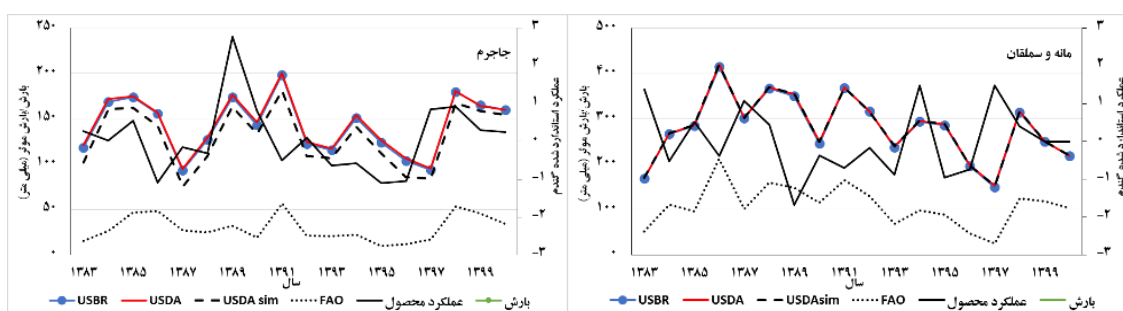 جاجرم
بارش /بارش موثر (میلی متر)
۲۵۰
۲۰۰
۱۵۰
۱۰۰
۵۰
۰
۳
۲
۱
۰
-۱
-۲
-۳
عملکرد استاندارد شده گندم
۱۳۸۳ ۱۳۸۵ ۱۳۸۷ ۱۳۸۹ ۱۳۹۱ ۱۳۹۳ ۱۳۹۵ ۱۳۹۷ ۱۳۹۹
سال
USBR USDA USDA sim FAO عملکرد محصول بارش
مانه و سملقان
بارش /بارش موثر (میلی متر)
۵۰۰
۴۰۰
۳۰۰
۲۰۰
۱۰۰
۰
۳
۲
۱
۰
-۱
-۲
-۳
عملکرد استاندارد شده گندم
۱۳۸۳ ۱۳۸۵ ۱۳۸۷ ۱۳۸۹ ۱۳۹۱ ۱۳۹۳ ۱۳۹۵ ۱۳۹۷ ۱۳۹۹
سال
USBR USDA USDAsim FAO عملکرد محصول بارش